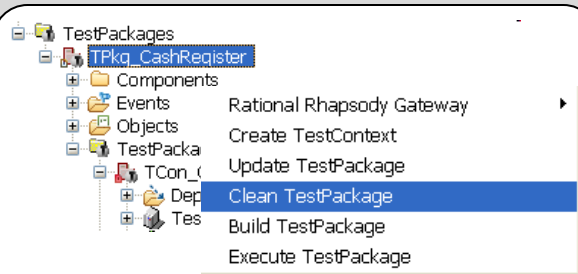 TestPackages
TPkg_CashRegister
Components
Events
Objects
TestPacka
TCon_(
Dep
Tes
Rational Rhapsody Gateway
Create TestContext
Update TestPackage
Clean TestPackage
Build TestPackage
Execute TestPackage